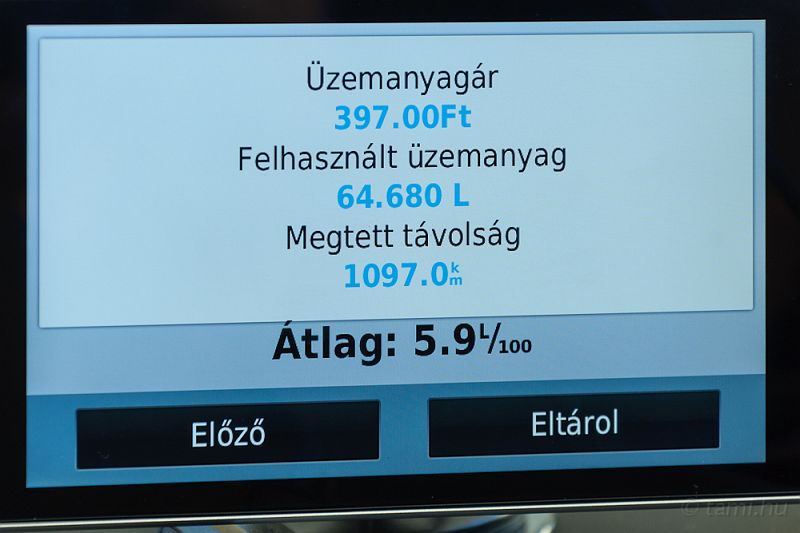 Üzemanyagár
397.00Ft
Felhasznált üzemanyag
64.680 L
Megtett távolság
1097.0km
Átlag: 5.9L/100
Előző Eltárol
© tami.hu